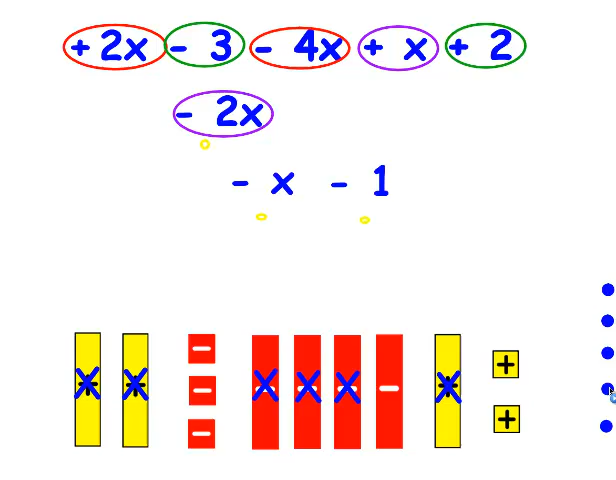 + 2x - 3 - 4x + x + 2
- 2x
- x - 1
+ + - - - - - - - + + +